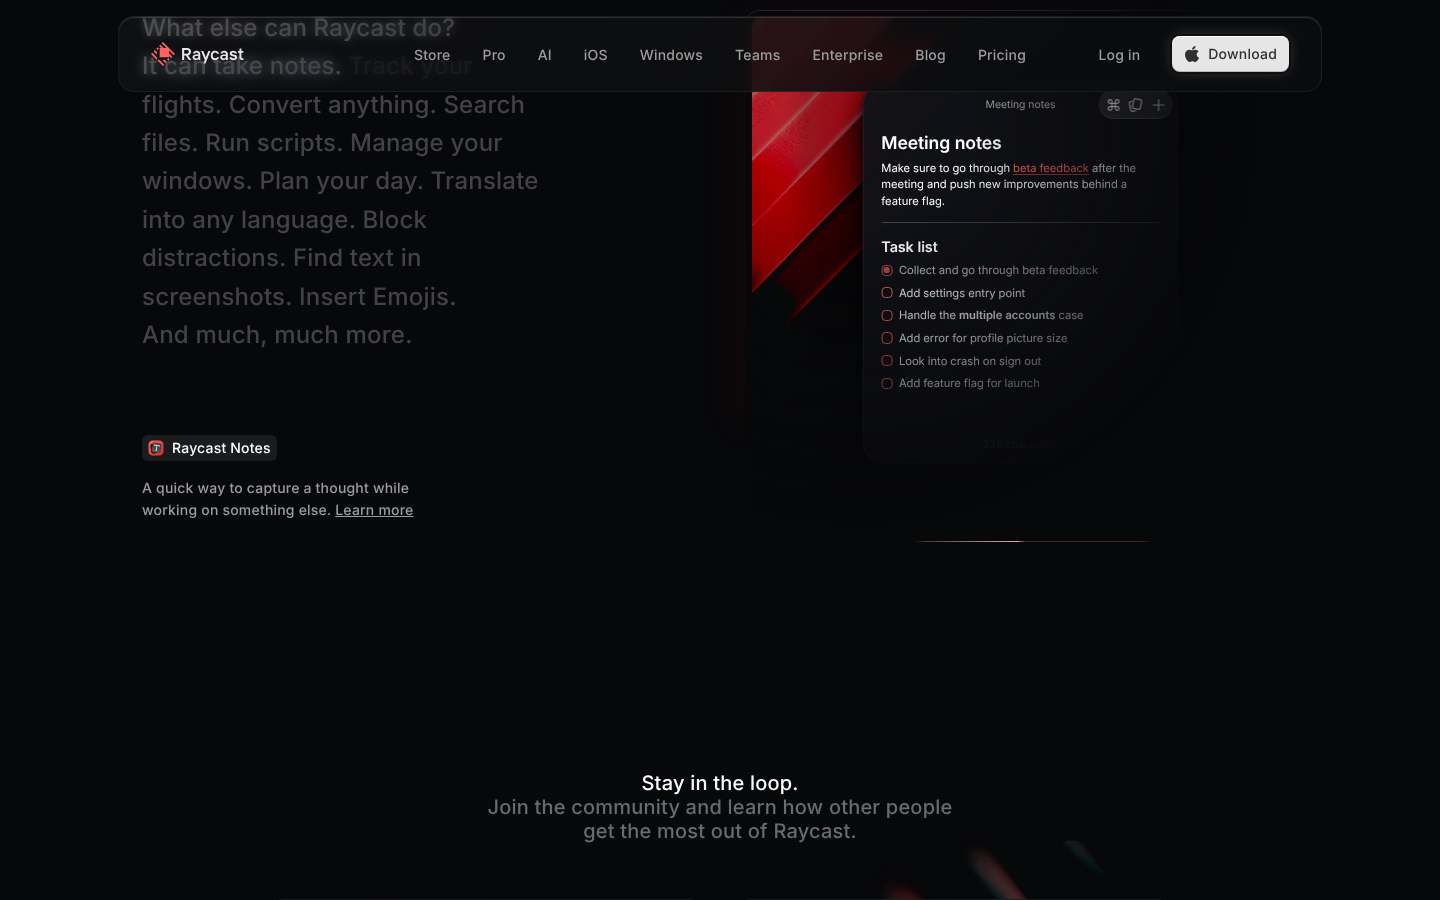 What else can Raycast do?
Raycast
Store
Pro
AI
iOS
Windows
Teams
Enterprise
Blog
Pricing
Log in
Download
It can take notes. Track your
flights. Convert anything. Search
files. Run scripts. Manage your
windows. Plan your day. Translate
into any language. Block
distractions. Find text in
screenshots. Insert Emojis.
And much, much more.
Raycast Notes
A quick way to capture a thought while
working on something else. Learn more
Meeting notes
Meeting notes
Make sure to go through beta feedback after the
meeting and push new improvements behind a
feature flag.
Task list
Collect and go through beta feedback
Add settings entry point
Handle the multiple accounts case
Add error for profile picture size
Look into crash on sign out
Add feature flag for launch
Stay in the loop.
Join the community and learn how other people
get the most out of Raycast.